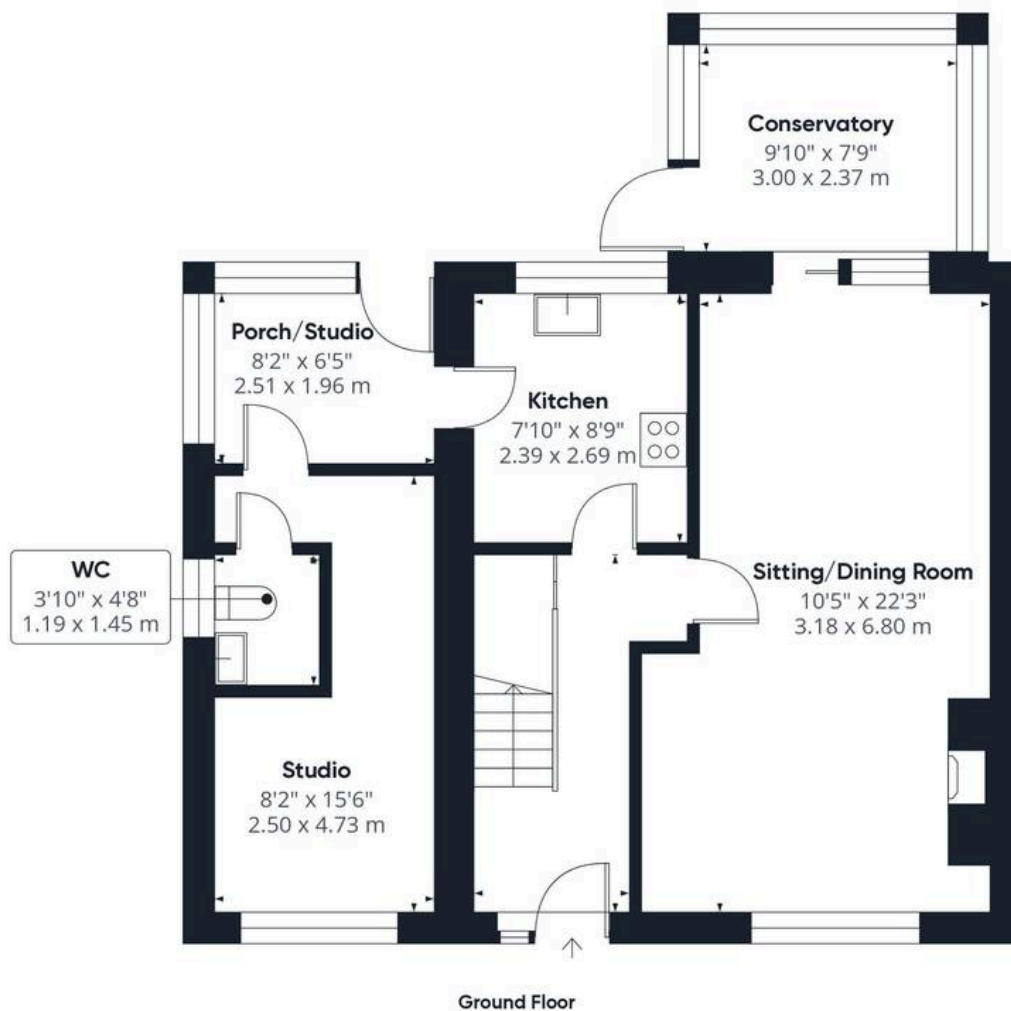 Conservatory
9'10" x 7'9"
3.00 x 2.37 m
Porch/Studio
8'2" x 6'5"
2.51 x 1.96 m
Kitchen
7'10" x 8'9"
2.39 x 2.69 m
WC
3'10" x 4'8"
1.19 x 1.45 m
Sitting/Dining Room
10'5" x 22'3"
3.18 x 6.80 m
Studio
8'2" x 15'6"
2.50 x 4.73 m
Ground Floor